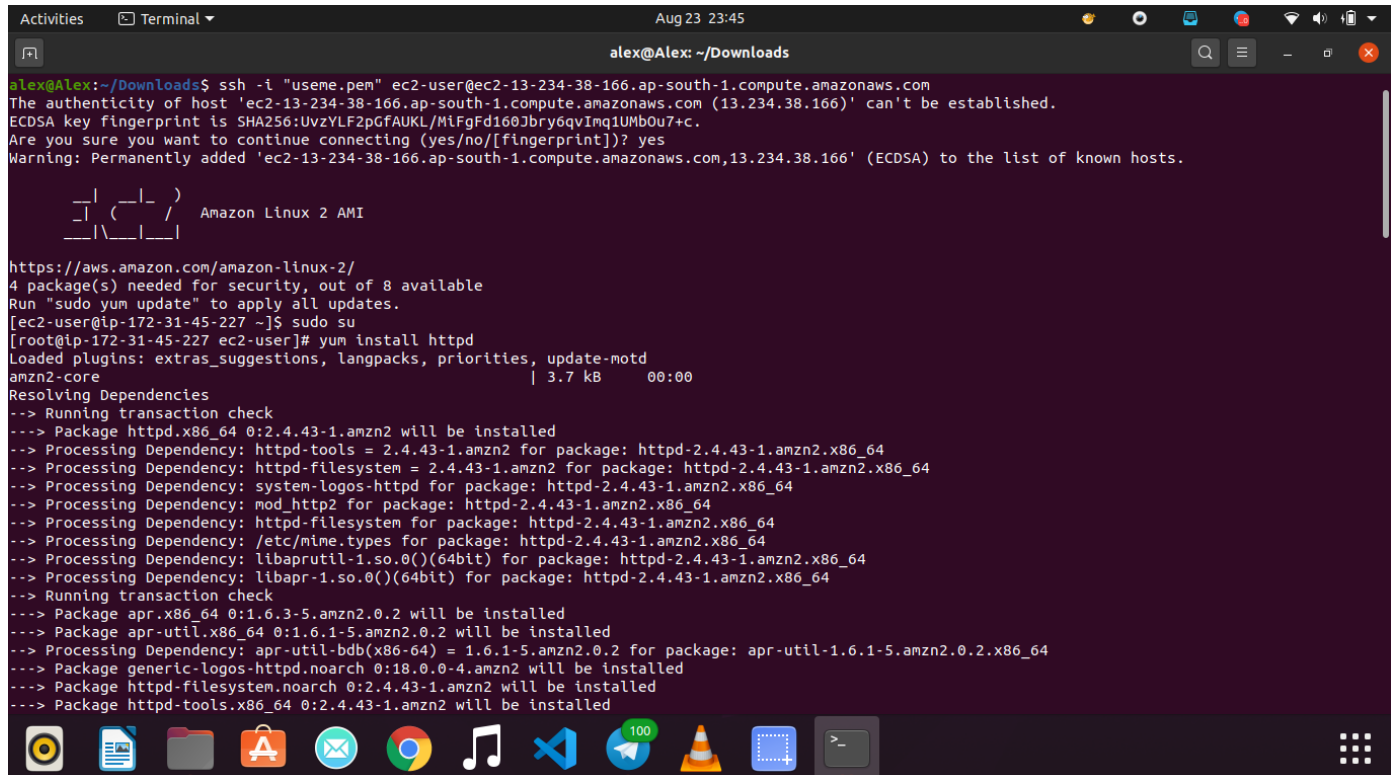 Activities Terminal Aug 23 23:45
alex@Alex: ~/Downloads
alex@Alex:~/Downloads$ ssh -i "useme.pem" ec2-user@ec2-13-234-38-166.ap-south-1.compute.amazonaws.com
The authenticity of host 'ec2-13-234-38-166.ap-south-1.compute.amazonaws.com (13.234.38.166)' can't be established.
ECDSA key fingerprint is SHA256:UvzYLF2pGfAUKL/MiFgFd160Jbry6qvImq1UMbOu7+c.
Are you sure you want to continue connecting (yes/no/[fingerprint])? yes
Warning: Permanently added 'ec2-13-234-38-166.ap-south-1.compute.amazonaws.com,13.234.38.166' (ECDSA) to the list of known hosts.
       __|  __|_  )
       _|  (     /   Amazon Linux 2 AMI
      ___|\___|___|
https://aws.amazon.com/amazon-linux-2/
4 package(s) needed for security, out of 8 available
Run "sudo yum update" to apply all updates.
[ec2-user@ip-172-31-45-227 ~]$ sudo su
[root@ip-172-31-45-227 ec2-user]# yum install httpd
Loaded plugins: extras_suggestions, langpacks, priorities, update-motd
amzn2-core | 3.7 kB 00:00
Resolving Dependencies
--> Running transaction check
---> Package httpd.x86_64 0:2.4.43-1.amzn2 will be installed
--> Processing Dependency: httpd-tools = 2.4.43-1.amzn2 for package: httpd-2.4.43-1.amzn2.x86_64
--> Processing Dependency: httpd-filesystem = 2.4.43-1.amzn2 for package: httpd-2.4.43-1.amzn2.x86_64
--> Processing Dependency: system-logos-httpd for package: httpd-2.4.43-1.amzn2.x86_64
--> Processing Dependency: mod_http2 for package: httpd-2.4.43-1.amzn2.x86_64
--> Processing Dependency: httpd-filesystem for package: httpd-2.4.43-1.amzn2.x86_64
--> Processing Dependency: /etc/mime.types for package: httpd-2.4.43-1.amzn2.x86_64
--> Processing Dependency: libaprutil-1.so.0()(64bit) for package: httpd-2.4.43-1.amzn2.x86_64
--> Processing Dependency: libapr-1.so.0()(64bit) for package: httpd-2.4.43-1.amzn2.x86_64
--> Running transaction check
---> Package apr.x86_64 0:1.6.3-5.amzn2.0.2 will be installed
---> Package apr-util.x86_64 0:1.6.1-5.amzn2.0.2 will be installed
--> Processing Dependency: apr-util-bdb(x86-64) = 1.6.1-5.amzn2.0.2 for package: apr-util-1.6.1-5.amzn2.0.2.x86_64
---> Package generic-logos-httpd.noarch 0:18.0.0-4.amzn2 will be installed
---> Package httpd-filesystem.noarch 0:2.4.43-1.amzn2 will be installed
---> Package httpd-tools.x86_64 0:2.4.43-1.amzn2 will be installed
100